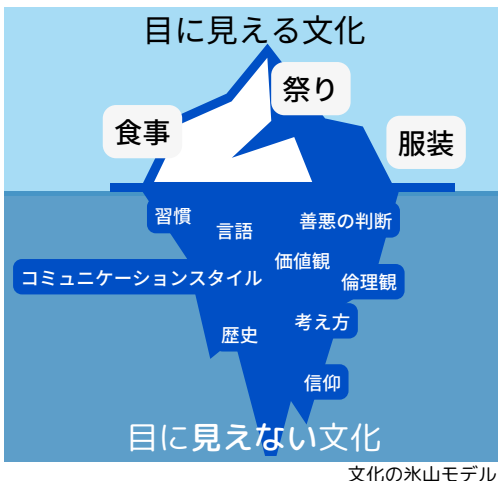 目に見える文化
祭り
食事
服装
習慣
言語
善悪の判断
価値観
コミュニケーションスタイル
倫理観
考え方
歴史
信仰
目に見えない文化
文化の氷山モデル